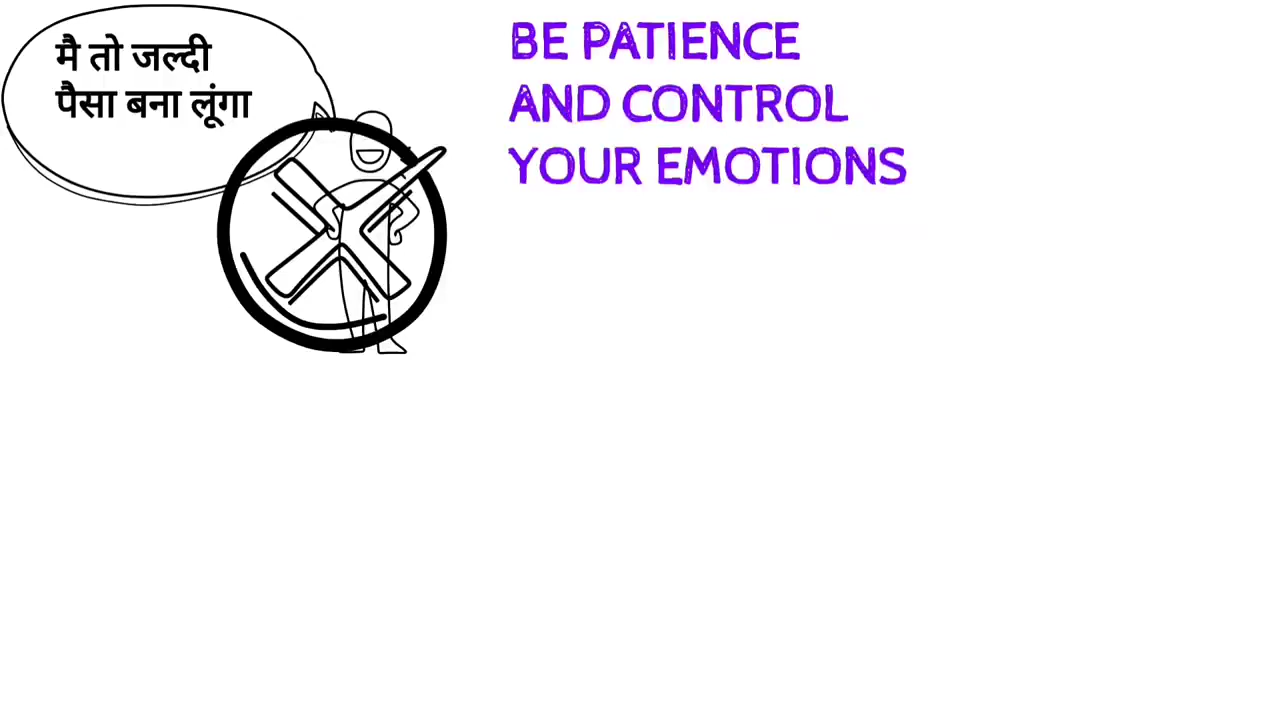 मै तो जल्दी
पैसा बना लूंगा
BE PATIENCE
AND CONTROL
YOUR EMOTIONS